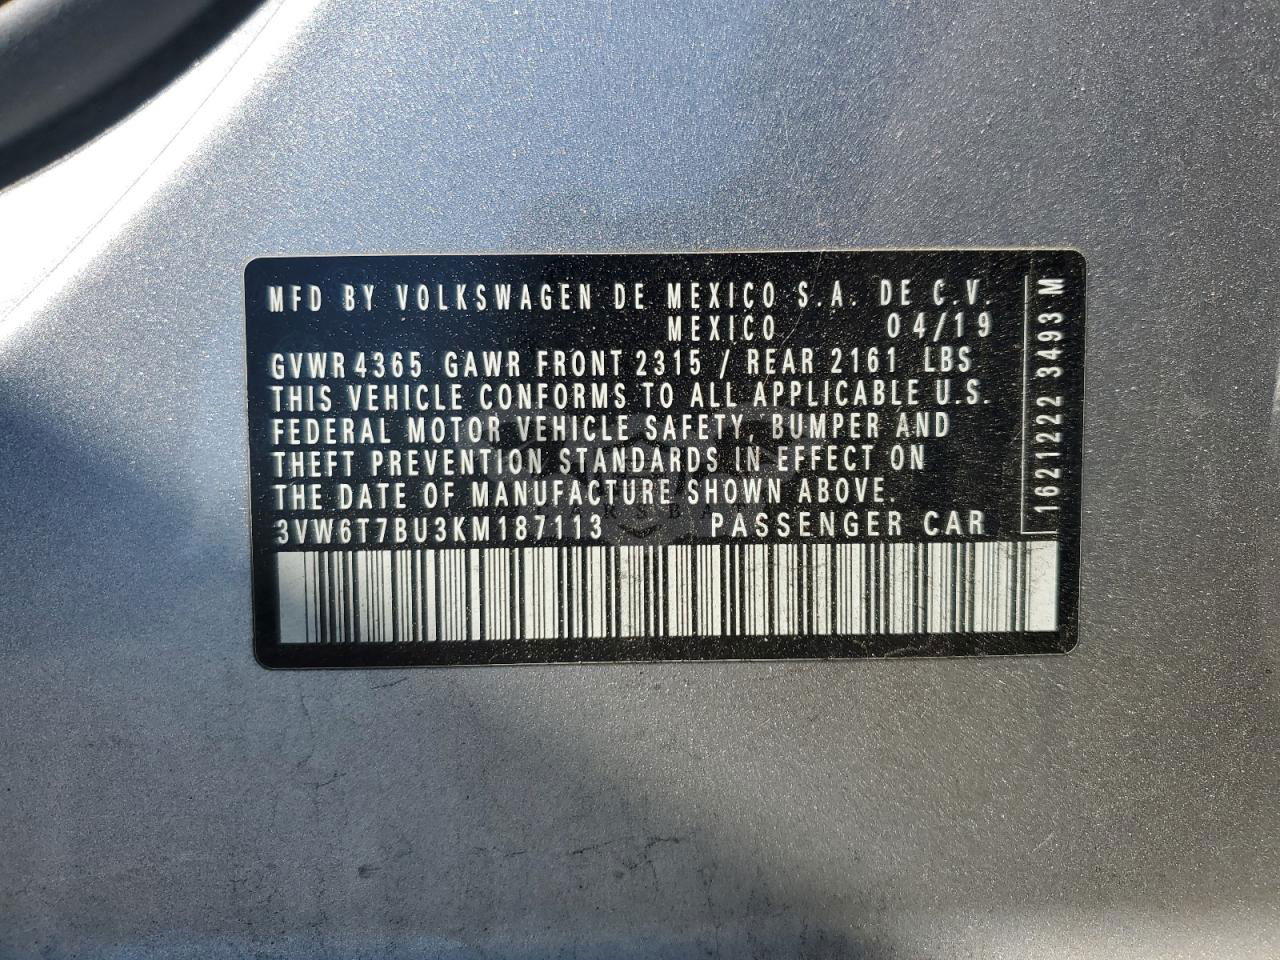 MFD BY VOLKSWAGEN DE MEXICO S.A. DE C.V.
MEXICO 04/19
GVWR 4365 GAWR FRONT 2315 / REAR 2161 LBS
THIS VEHICLE CONFORMS TO ALL APPLICABLE U.S.
FEDERAL MOTOR VEHICLE SAFETY, BUMPER AND
THEFT PREVENTION STANDARDS IN EFFECT ON
THE DATE OF MANUFACTURE SHOWN ABOVE.
3VW6T7BU3KM187113 PASSENGER CAR
1621222 3493 M